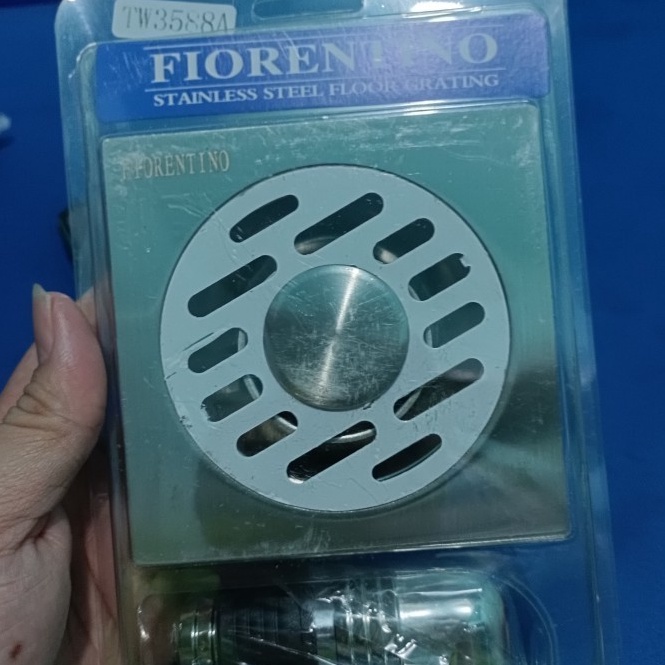 TW3588A
FIORENTINO
STAINLESS STEEL FLOOR GRATING
FIORENTINO